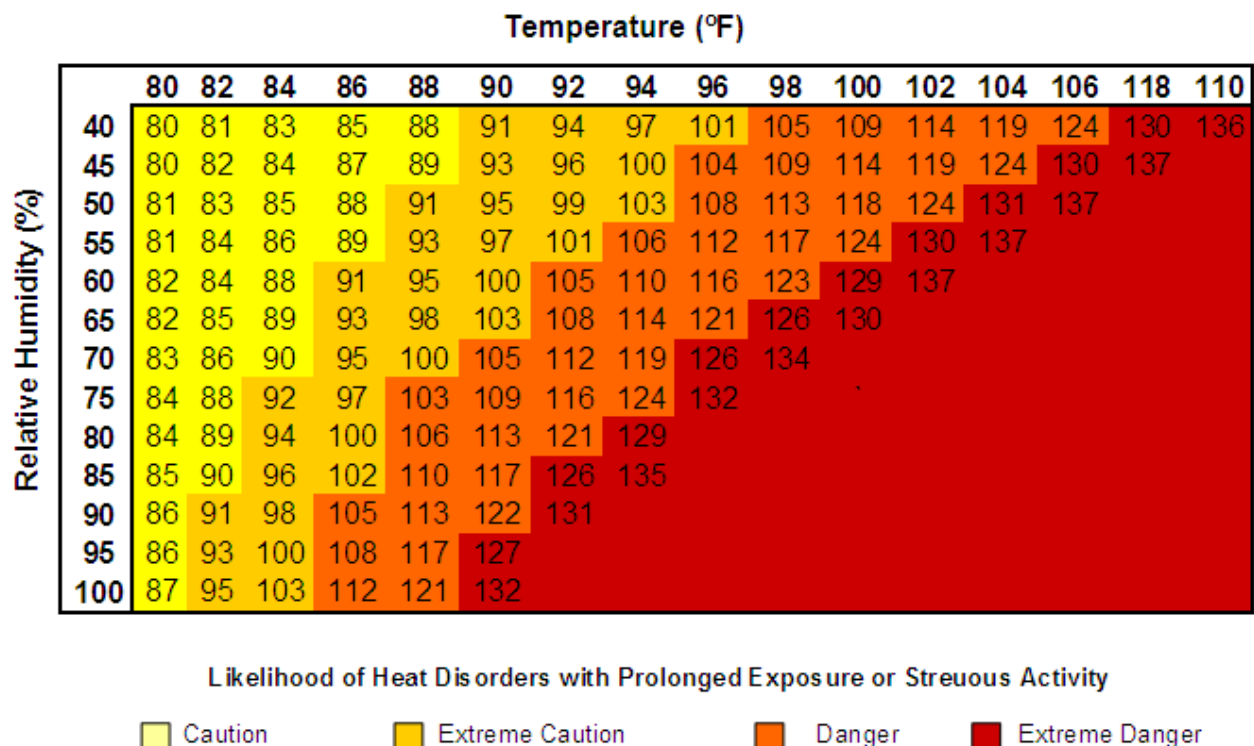 Temperature (ºF)
80 82 84 86 88 90 92 94 96 98 100 102 104 106 118 110
Relative Humidity (%)
40 80 81 83 85 88 91 94 97 101 105 109 114 119 124 130 136
45 80 82 84 87 89 93 96 100 104 109 114 119 124 130 137
50 81 83 85 88 91 95 99 103 108 113 118 124 131 137
55 81 84 86 89 93 97 101 106 112 117 124 130 137
60 82 84 88 91 95 100 105 110 116 123 129 137
65 82 85 89 93 98 103 108 114 121 126 130
70 83 86 90 95 100 105 112 119 126 134
75 84 88 92 97 103 109 116 124 132
80 84 89 94 100 106 113 121 129
85 85 90 96 102 110 117 126 135
90 86 91 98 105 113 122 131
95 86 93 100 108 117 127
100 87 95 103 112 121 132
Likelihood of Heat Disorders with Prolonged Exposure or Streuous Activity
Caution Extreme Caution Danger Extreme Danger